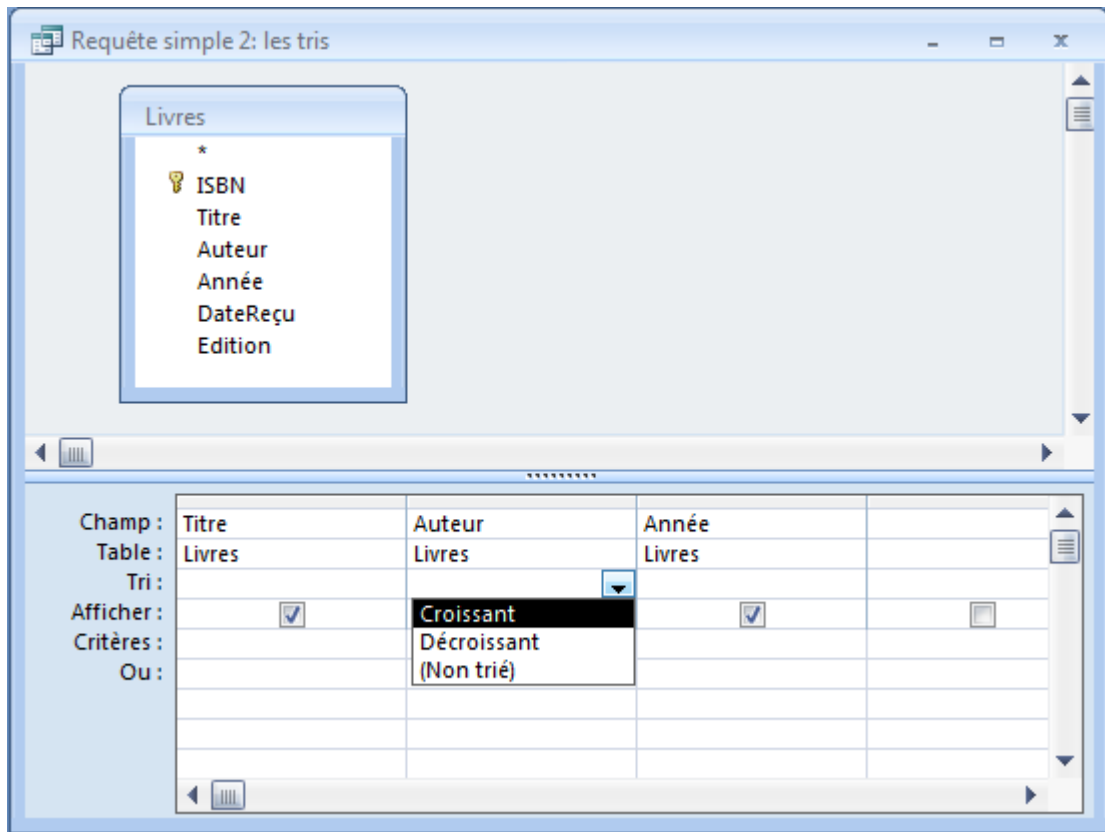 Requête simple 2: les tris
Livres
*
ISBN
Titre
Auteur
Année
DateReçu
Edition
Champ : Titre Auteur Année
Table : Livres Livres Livres
Tri :
Afficher : Croissant
Critères : Décroissant
Ou : (Non trié)